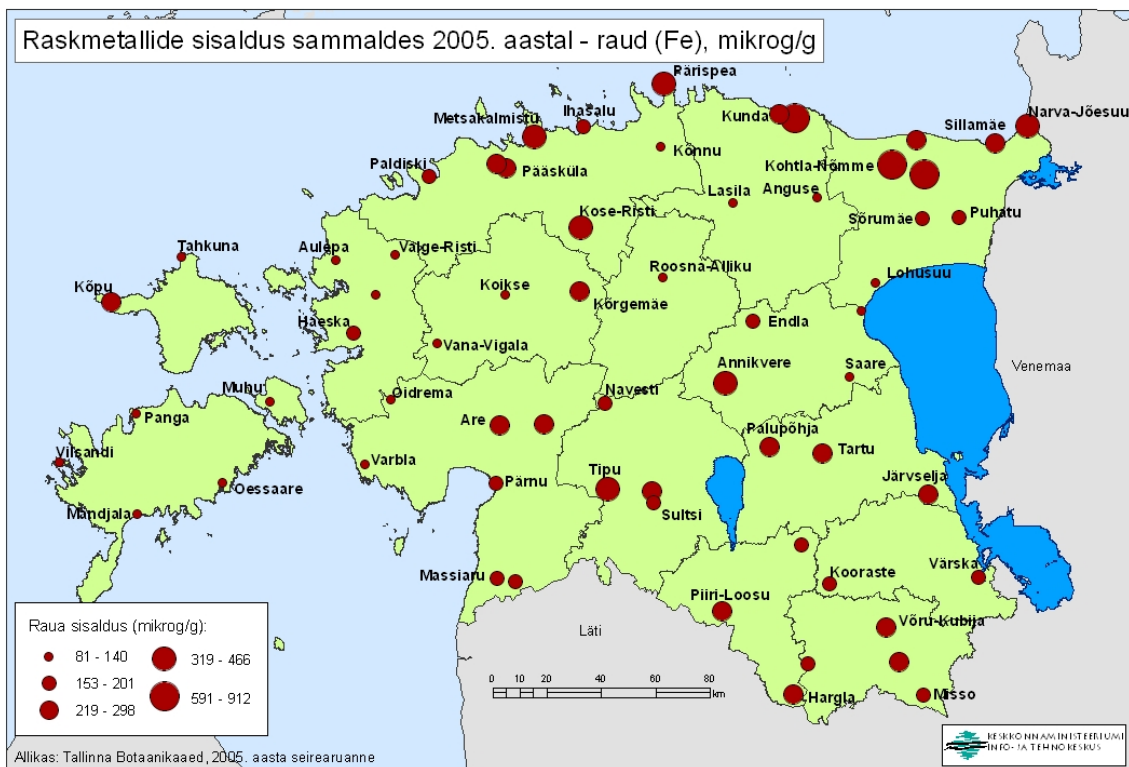 Raskmetallide sisaldus sammaldes 2005. aastal - raud (Fe), mikrog/g
Pärispea
Ihasalu
Metsakalmistu
Kunda
Narva-Jõesuu
Sillamäe
Kõnnu
Kohtla-Nõmme
Paldiski
Pääsküla
Lasila
Anguse
Kose-Risti
Sõrumäe
Puhatu
Tahkuna
Aulepa
Valge-Risti
Roosna-Alliku
Lohusuu
Kõpu
Koikse
Kõrgemäe
Haeska
Endla
Vana-Vigala
Annikvere
Saare
Venemaa
Muhu
Oidrema
Navesti
Panga
Are
Palupõhja
Tartu
Vilsandi
Varbla
Tipu
Järvselja
Oessaare
Pärnu
Mändjala
Sultsi
Massiaru
Kooraste
Värska
Piiri-Loosu
Võru-Kubija
Läti
Hargla
Misso
Raua sisaldus (mikrog/g):
81 - 140
153 - 201
219 - 298
319 - 466
591 - 912
0 20 40 60 80
km
Allikas: Tallinna Botaanikaaed, 2005. aasta seirearuanne
KESKKONNAMINISTEERIUMI
INFO- JA TEHNOKESKUS